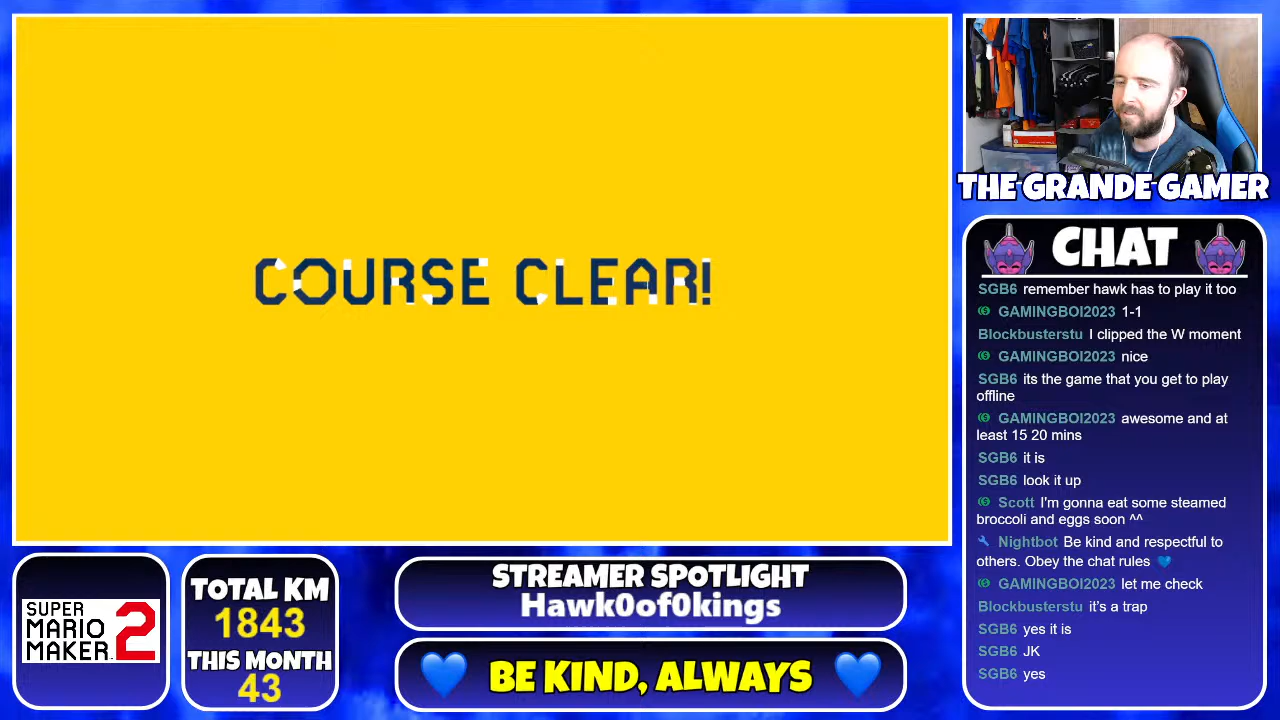 COURSE CLEAR!
THE GRANDE GAMER
CHAT
SGB6 remember hawk has to play it too
GAMINGBOI2023 1-1
Blockbusterstu I clipped the W moment
GAMINGBOI2023 nice
SGB6 its the game that you get to play
offline
GAMINGBOI2023 awesome and at
least 15 20 mins
SGB6 it is
SGB6 look it up
Scott I'm gonna eat some steamed
broccoli and eggs soon ^^
Nightbot Be kind and respectful to
others. Obey the chat rules 💙
GAMINGBOI2023 let me check
Blockbusterstu it's a trap
SGB6 yes it is
SGB6 JK
SGB6 yes
SUPER
MARIO
MAKER 2
TOTAL KM
1843
THIS MONTH
43
STREAMER SPOTLIGHT
Hawk0of0kings
BE KIND, ALWAYS